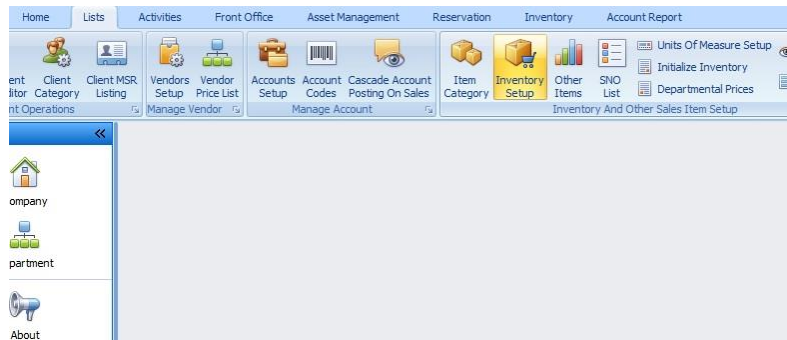 Home Lists Activities Front Office Asset Management Reservation Inventory Account Report
ent Client Client MSR Vendors Vendor Accounts Account Cascade Account Item Inventory Other SNO Units Of Measure Setup
ditor Category Listing Setup Price List Setup Codes Posting On Sales Category Setup Items List Initialize Inventory
Departmental Prices
nt Operations Manage Vendor Manage Account Inventory And Other Sales Item Setup
ompany
partment
About